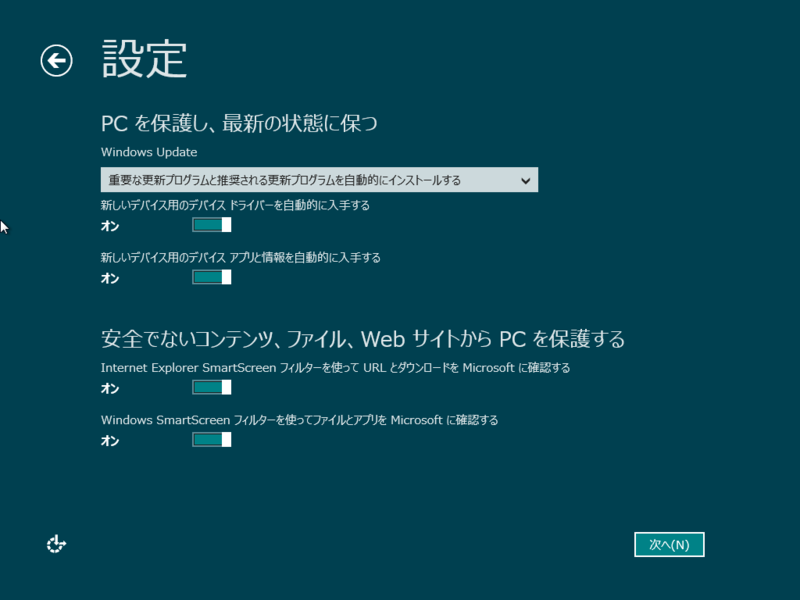 設定
PC を保護し、最新の状態に保つ
Windows Update
重要な更新プログラムと推奨される更新プログラムを自動的にインストールする
新しいデバイス用のデバイス ドライバーを自動的に入手する
オン
新しいデバイス用のデバイス アプリと情報を自動的に入手する
オン
安全でないコンテンツ、ファイル、Web サイトから PC を保護する
Internet Explorer SmartScreen フィルターを使って URL とダウンロードを Microsoft に確認する
オン
Windows SmartScreen フィルターを使ってファイルとアプリを Microsoft に確認する
オン
次へ(N)